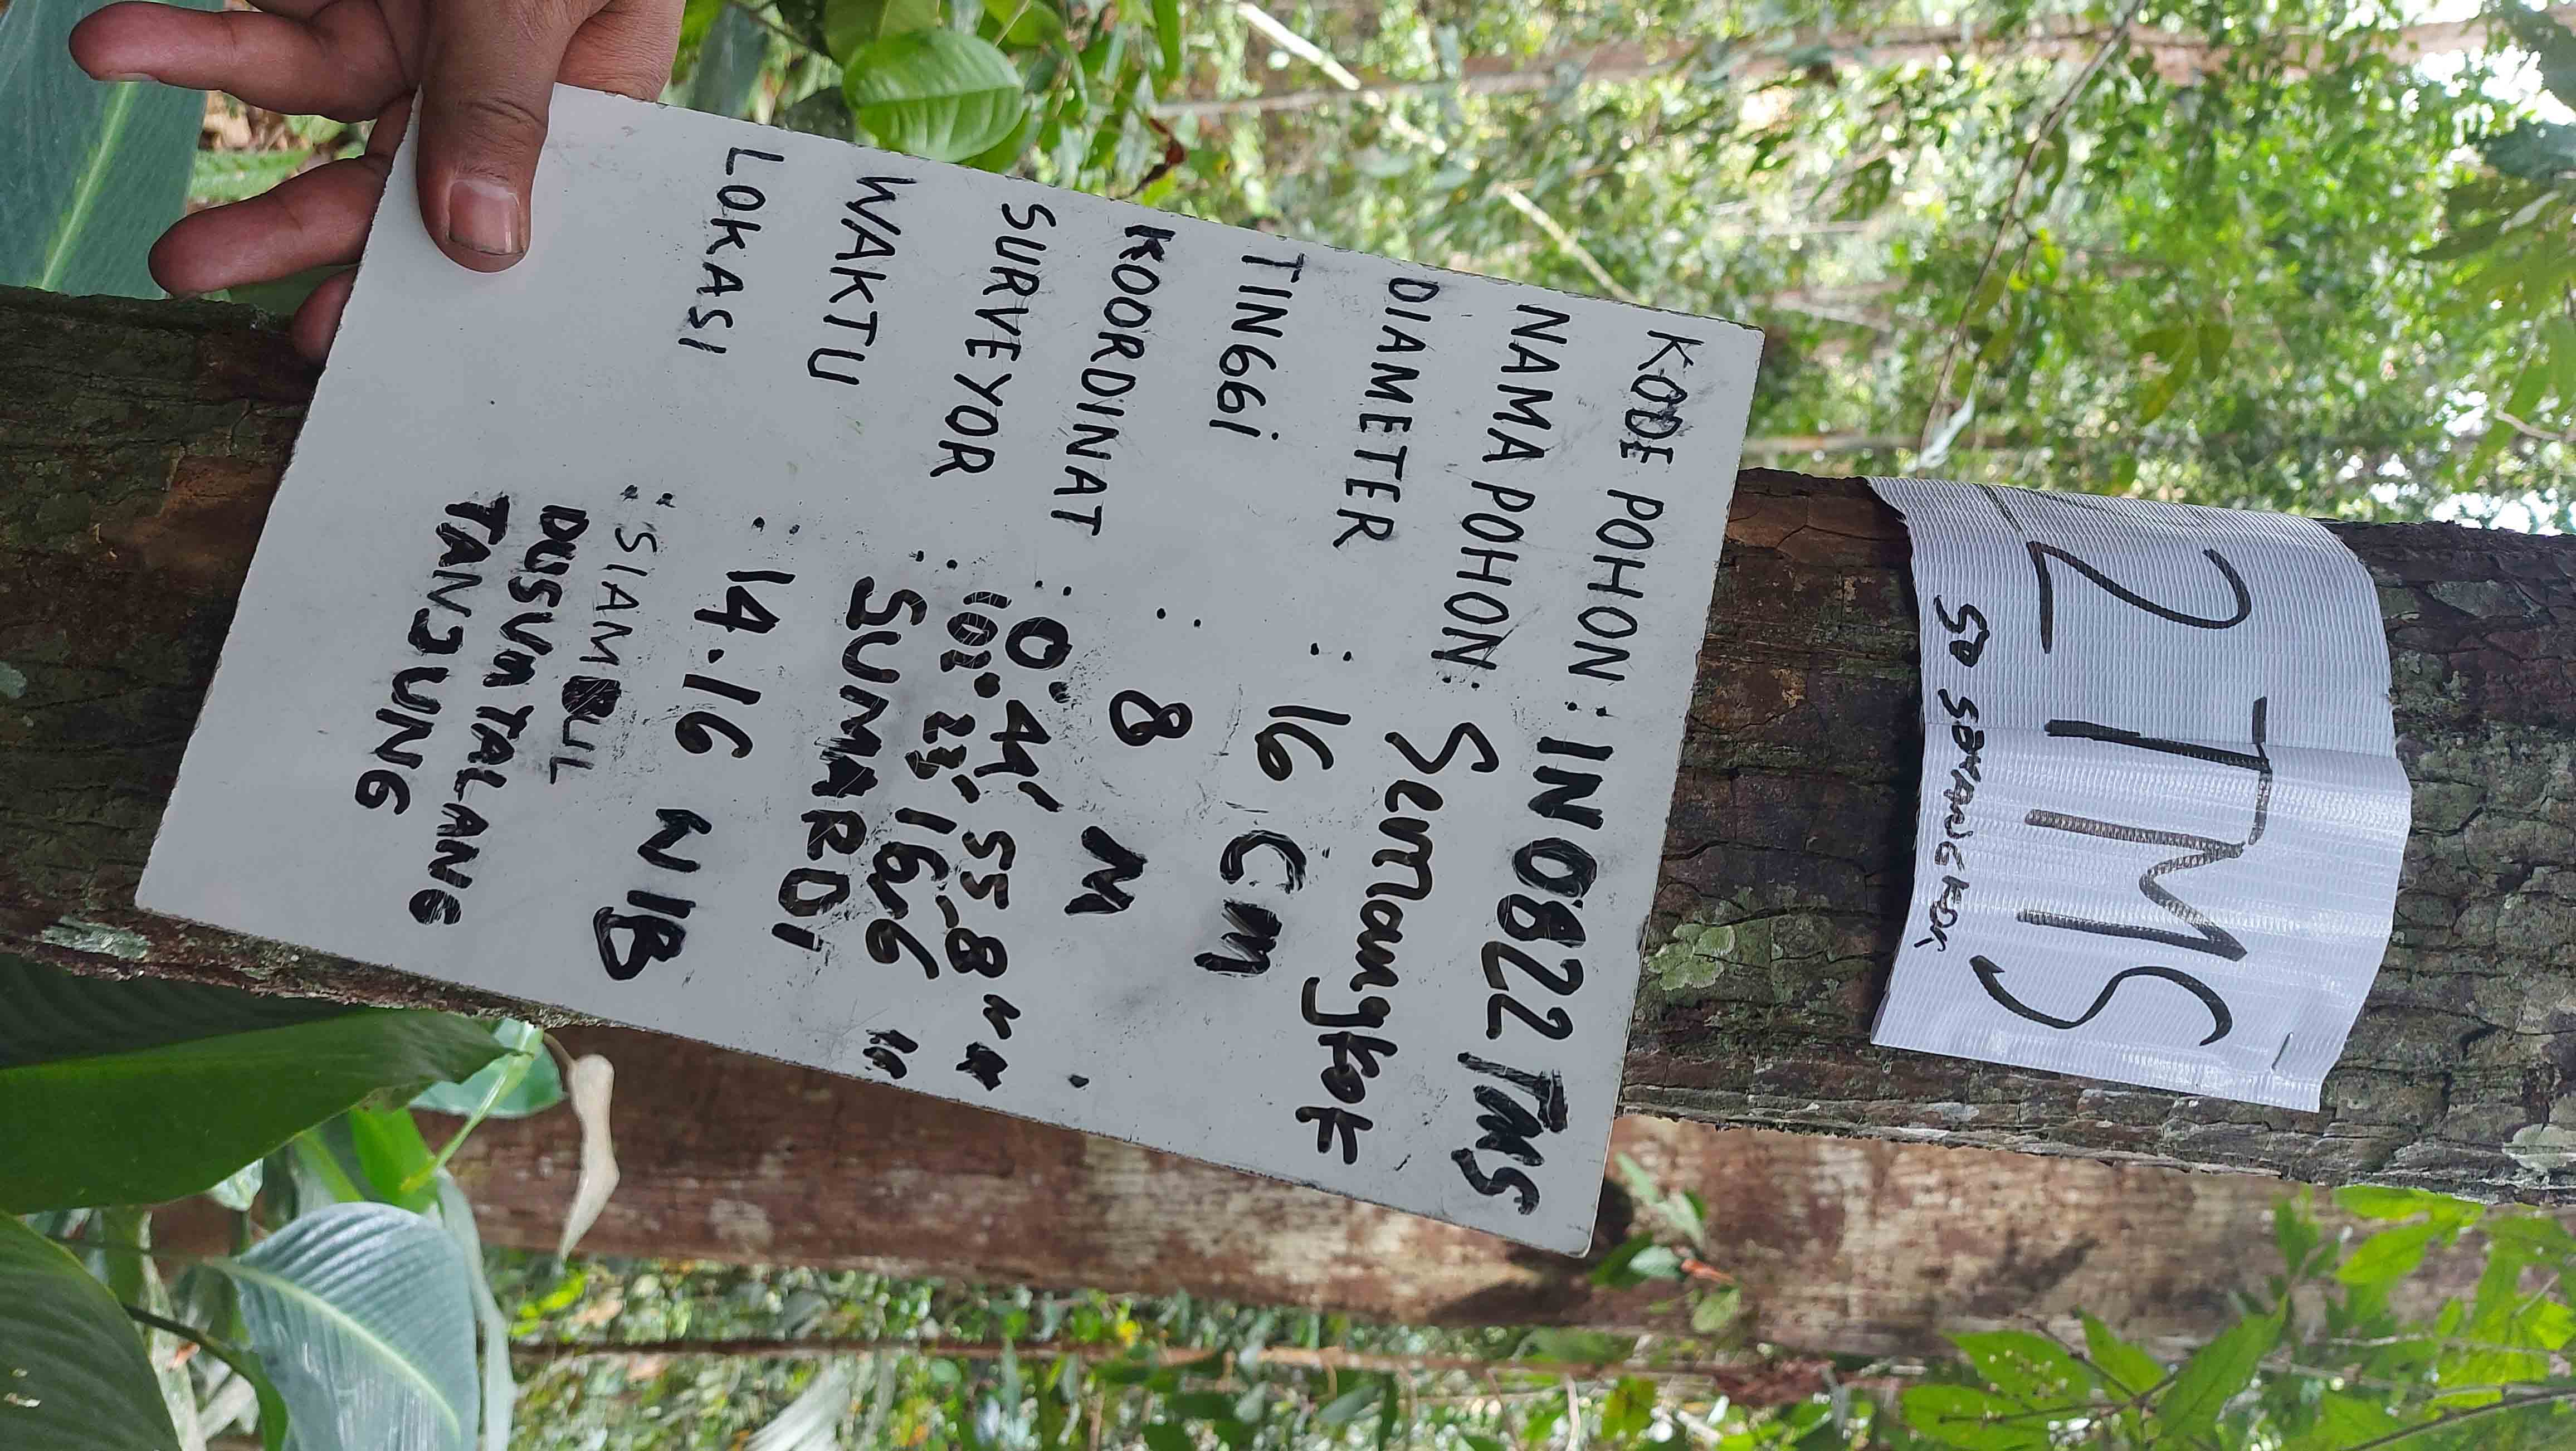 2TMS
50 SEMANGKOK
KODE POHON : IN0822 TMS
NAMA POHON : Semangkok
DIAMETER : 16 cm
TINGGi : 8 M
KOORDINAT : 0° 44' 55,8" "
102° 23' 16,6 "
SURVEYOR : SUMARDi
WAKTU : 14.16 WIB
LOKASI : SIAMBUL
DUSUN TALANG
TANJUNG